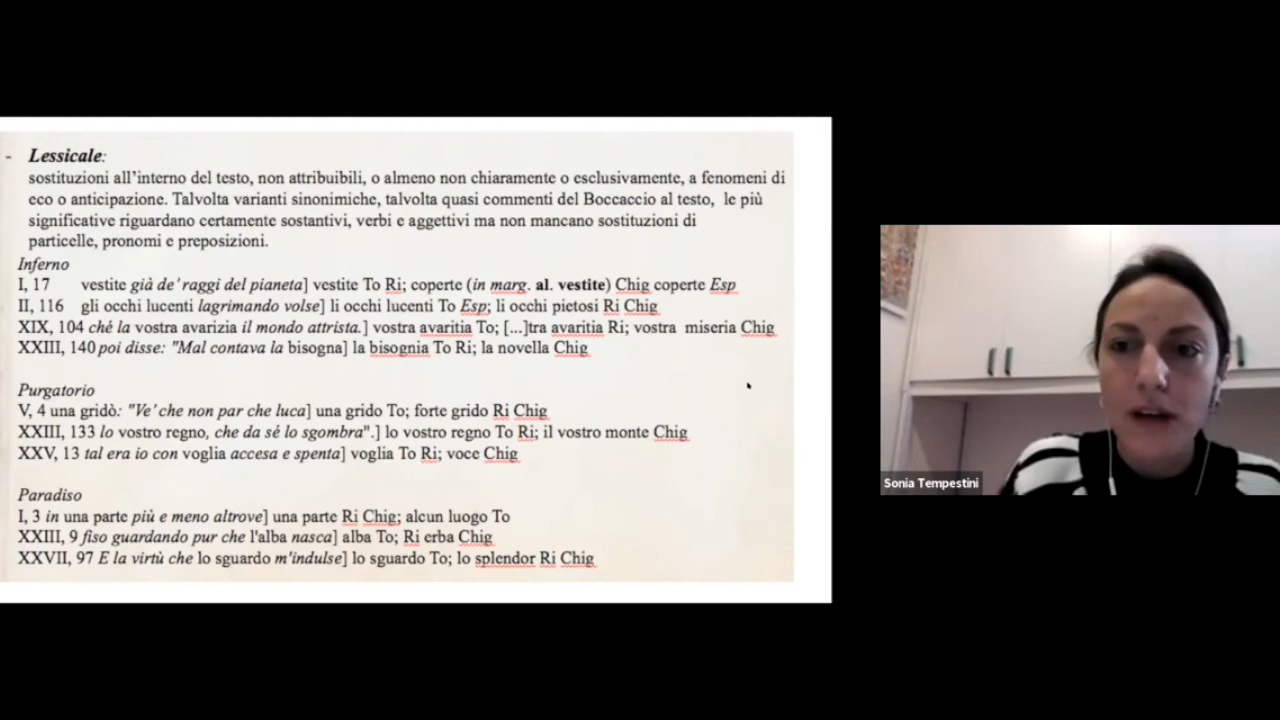 - Lessicale:
sostituzioni all'interno del testo, non attribuibili, o almeno non chiaramente o esclusivamente, a fenomeni di
eco o anticipazione. Talvolta varianti sinonimiche, talvolta quasi commenti del Boccaccio al testo, le più
significative riguardano certamente sostantivi, verbi e aggettivi ma non mancano sostituzioni di
particelle, pronomi e preposizioni.
Inferno
I, 17 vestite già de' raggi del pianeta] vestite To Ri; coperte (in marg. al. vestite) Chig coperte Esp
II, 116 gli occhi lucenti lagrimando volse] li occhi lucenti To Esp; li occhi pietosi Ri Chig
XIX, 104 ché la vostra avarizia il mondo attrista.] vostra avaritia To; [...]tra avaritia Ri; vostra miseria Chig
XXIII, 140 poi disse: "Mal contava la bisogna] la bisognia To Ri; la novella Chig
Purgatorio
V, 4 una gridò: "Ve' che non par che luca] una grido To; forte grido Ri Chig
XXIII, 133 lo vostro regno, che da sé lo sgombra".] lo vostro regno To Ri; il vostro monte Chig
XXV, 13 tal era io con voglia accesa e spenta] voglia To Ri; voce Chig
Paradiso
I, 3 in una parte più e meno altrove] una parte Ri Chig; alcun luogo To
XXIII, 9 fiso guardando pur che l'alba nasca] alba To; Ri erba Chig
XXVII, 97 E la virtù che lo sguardo m'indulse] lo sguardo To; lo splendor Ri Chig
Sonia Tempestini